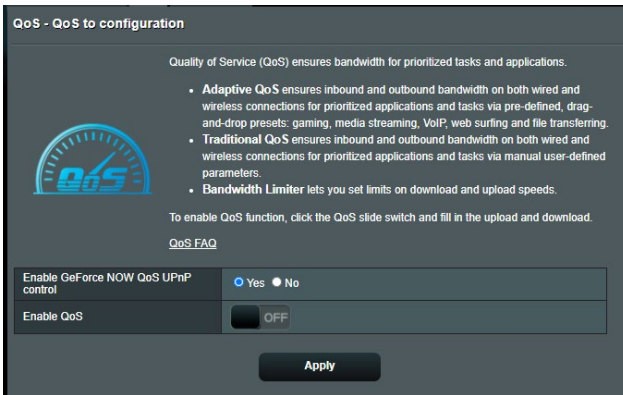 QoS - QoS to configuration
Quality of Service (QoS) ensures bandwidth for prioritized tasks and applications.
• Adaptive QoS ensures inbound and outbound bandwidth on both wired and
wireless connections for prioritized applications and tasks via pre-defined, drag-
and-drop presets: gaming, media streaming, VoIP, web surfing and file transferring.
• Traditional QoS ensures inbound and outbound bandwidth on both wired and
wireless connections for prioritized applications and tasks via manual user-defined
parameters.
• Bandwidth Limiter lets you set limits on download and upload speeds.
QoS
To enable QoS function, click the QoS slide switch and fill in the upload and download.
QoS FAQ
Enable GeForce NOW QoS UPnP
control
Yes No
Enable QoS
OFF
Apply